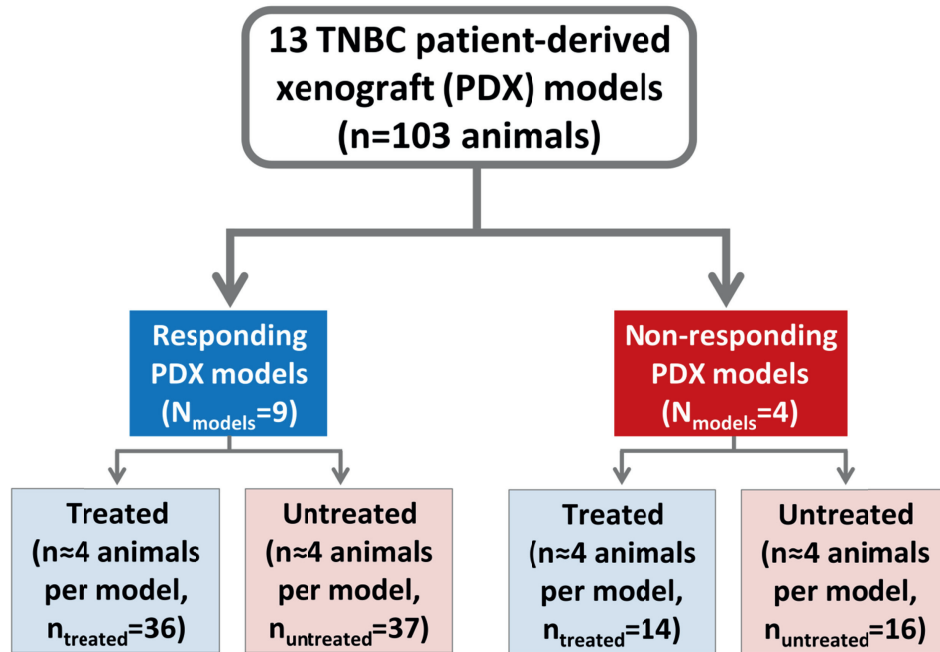 13 TNBC patient-derived
xenograft (PDX) models
(n=103 animals)
Responding
PDX models
(Nmodels=9)
Non-responding
PDX models
(Nmodels=4)
Treated
(n≈4 animals
per model,
ntreated=36)
Untreated
(n≈4 animals
per model,
nuntreated=37)
Treated
(n≈4 animals
per model,
ntreated=14)
Untreated
(n≈4 animals
per model,
nuntreated=16)